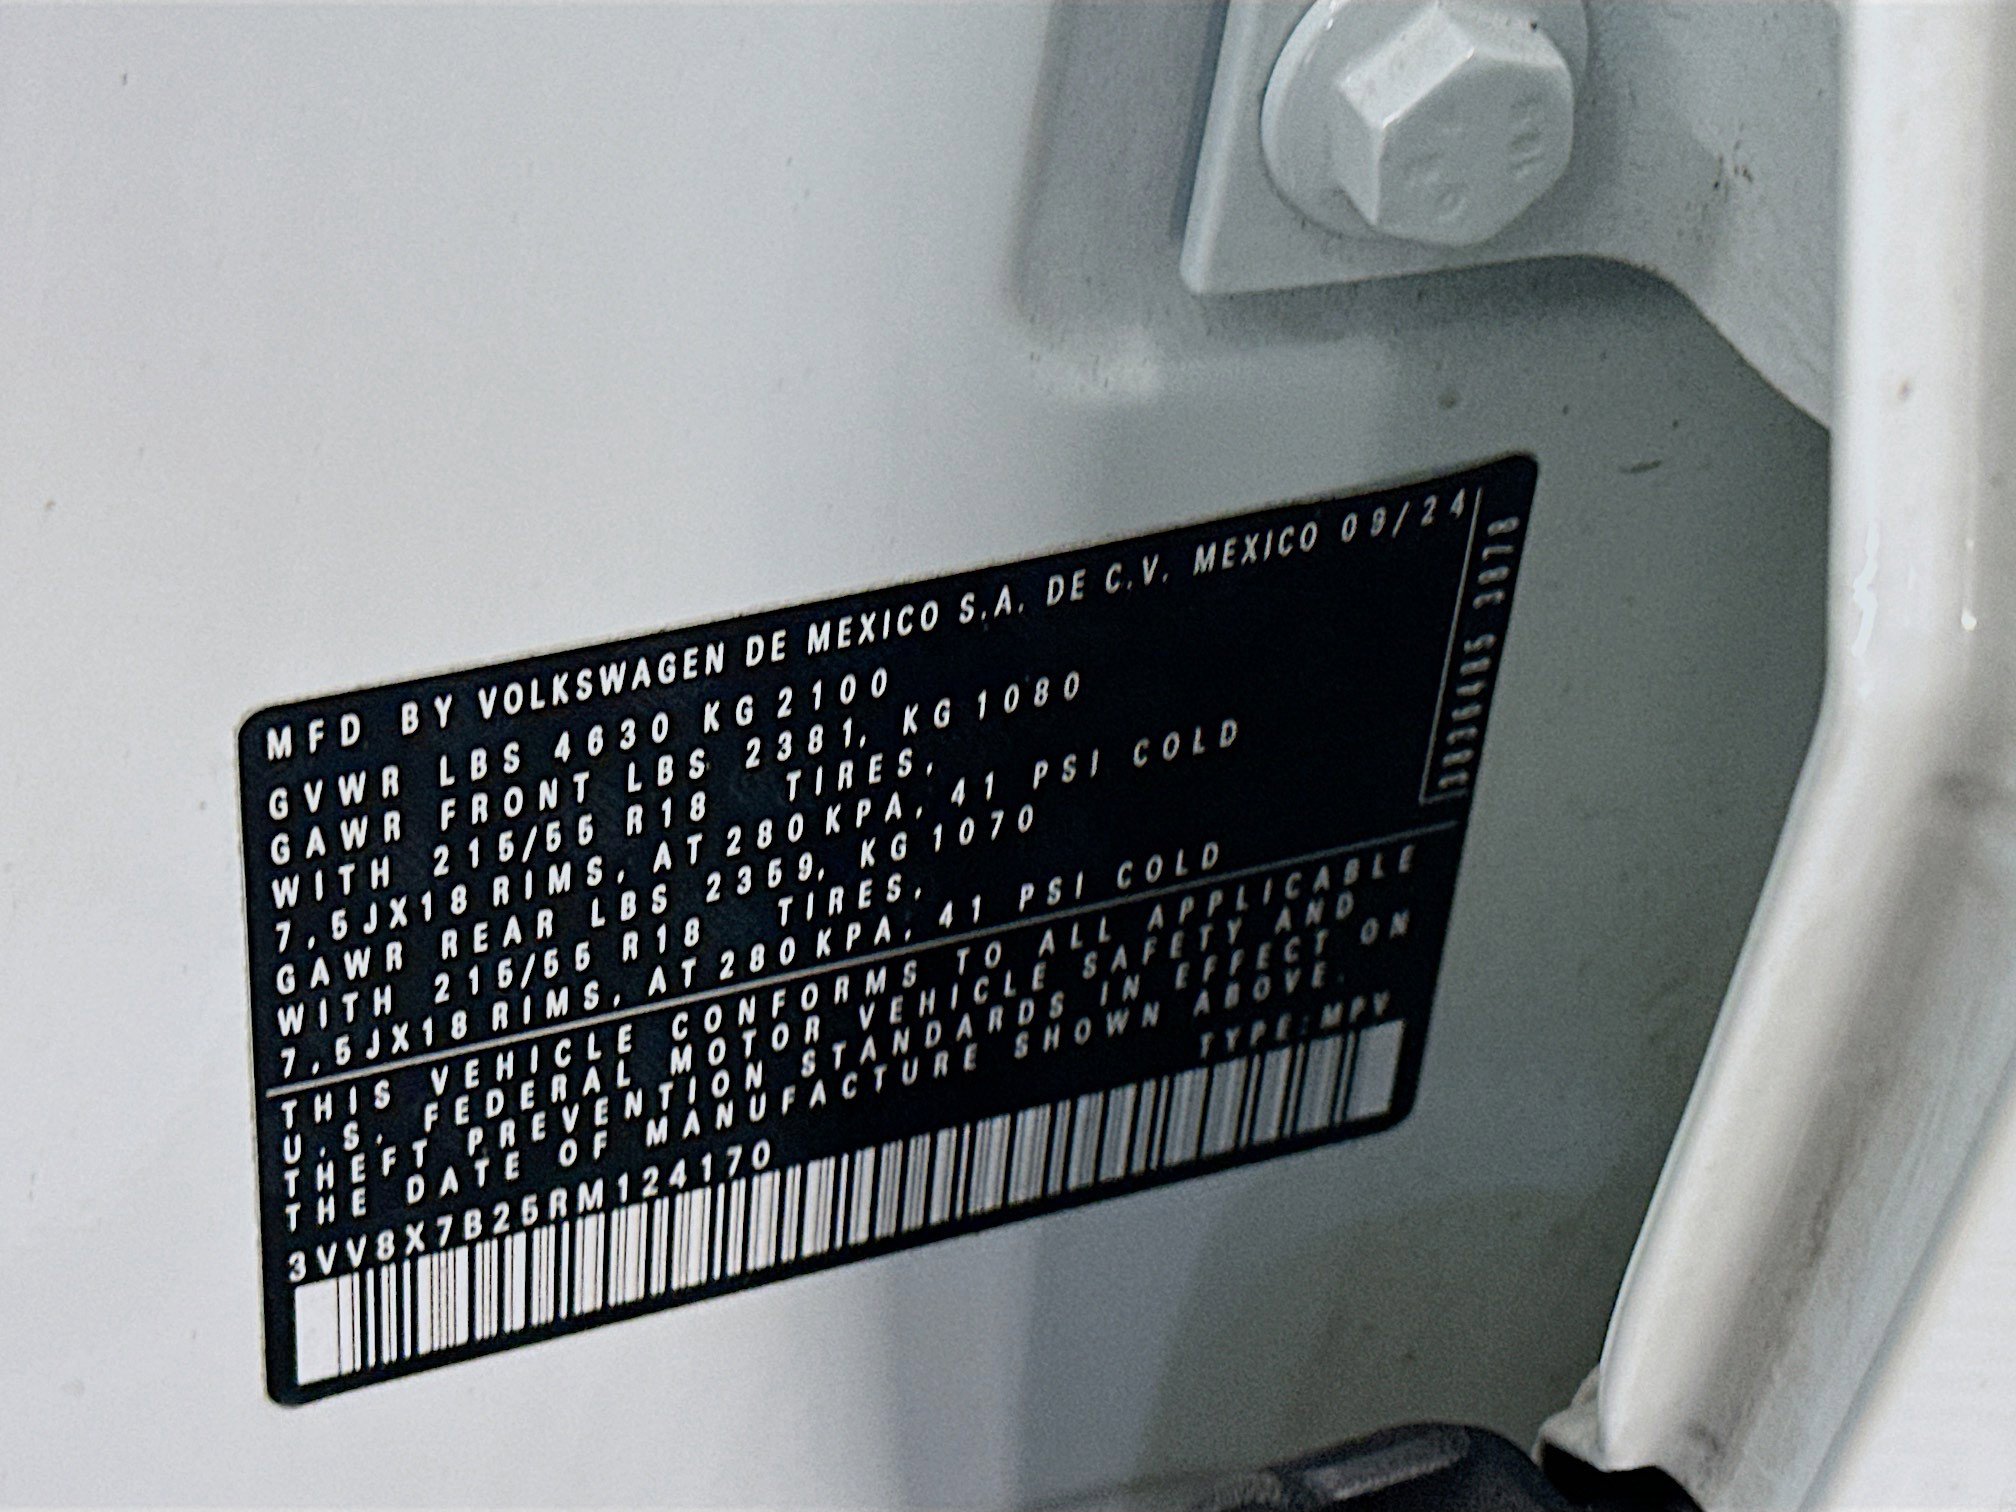 MFD BY VOLKSWAGEN DE MEXICO S.A. DE C.V. MEXICO 09/24
GVWR LBS 4630 KG 2100
GAWR FRONT LBS 2381, KG 1080
WITH 215/55 R18 TIRES,
7,5JX18 RIMS, AT 280 KPA, 41 PSI COLD
GAWR REAR LBS 2359, KG 1070
WITH 215/55 R18 TIRES,
7,5JX18 RIMS, AT 280 KPA, 41 PSI COLD
THIS VEHICLE CONFORMS TO ALL APPLICABLE
U.S. FEDERAL MOTOR VEHICLE SAFETY AND
THEFT PREVENTION STANDARDS IN EFFECT ON
THE DATE OF MANUFACTURE SHOWN ABOVE.
TYPE:MPV
3VV8X7B25RM124170